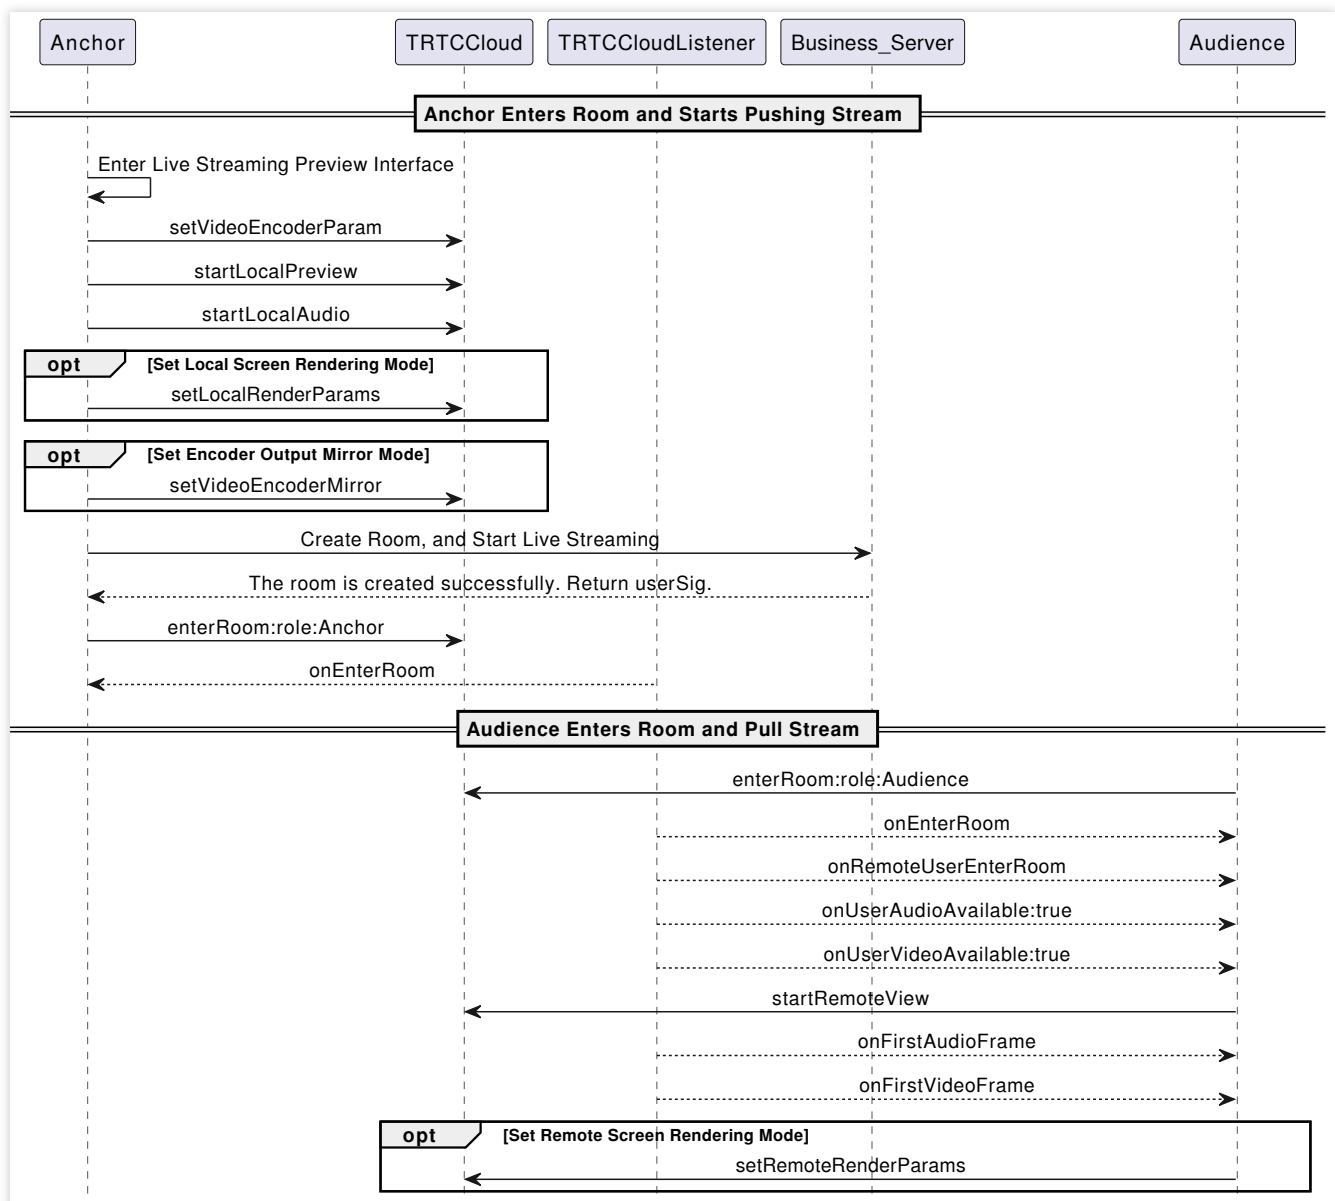 Anchor
TRTCCloud
TRTCCloudListener
Business_Server
Audience
Anchor Enters Room and Starts Pushing Stream
Enter Live Streaming Preview Interface
setVideoEncoderParam
startLocalPreview
startLocalAudio
opt
[Set Local Screen Rendering Mode]
setLocalRenderParams
opt
[Set Encoder Output Mirror Mode]
setVideoEncoderMirror
Create Room, and Start Live Streaming
The room is created successfully. Return userSig.
enterRoom:role:Anchor
onEnterRoom
Audience Enters Room and Pull Stream
enterRoom:role:Audience
onEnterRoom
onRemoteUserEnterRoom
onUserAudioAvailable:true
onUserVideoAvailable:true
startRemoteView
onFirstAudioFrame
onFirstVideoFrame
opt
[Set Remote Screen Rendering Mode]
setRemoteRenderParams